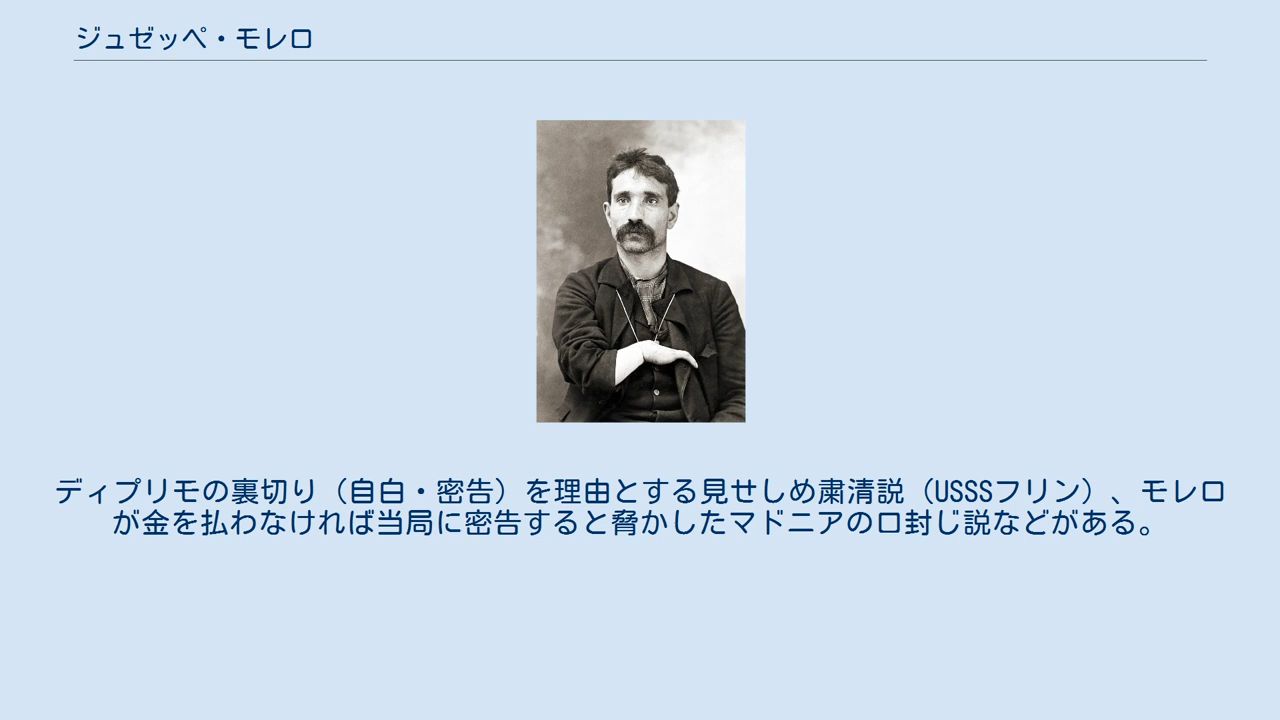 ジュゼッペ・モレロ
ディプリモの裏切り（自白・密告）を理由とする見せしめ粛清説（USSSフリン）、モレロ
が金を払わなければ当局に密告すると脅かしたマドニアの口封じ説などがある。